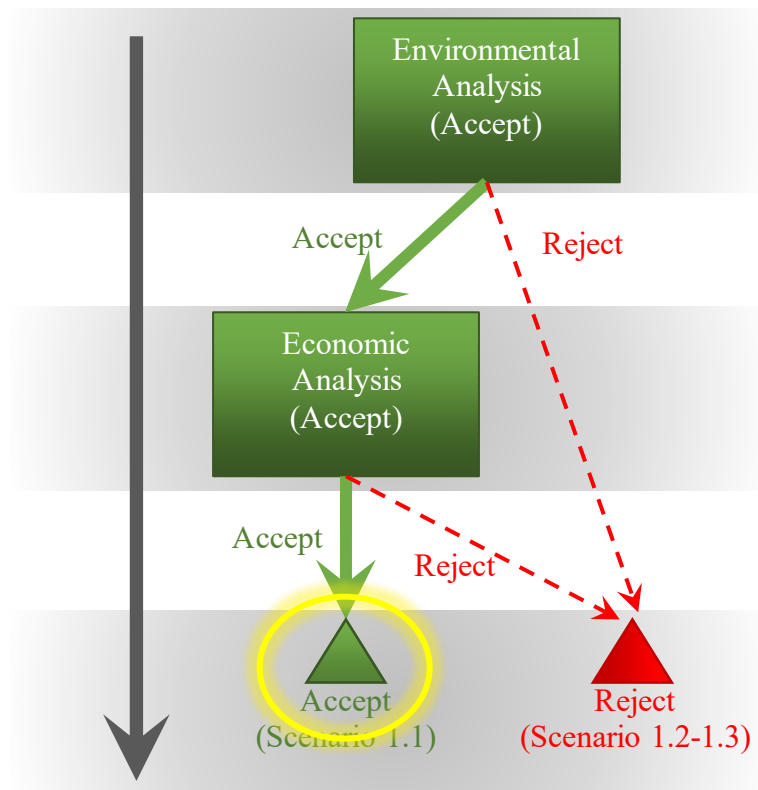 Environmental
Analysis
(Accept)
Accept
Reject
Economic
Analysis
(Accept)
Accept
Reject
Accept
(Scenario 1.1)
Reject
(Scenario 1.2-1.3)